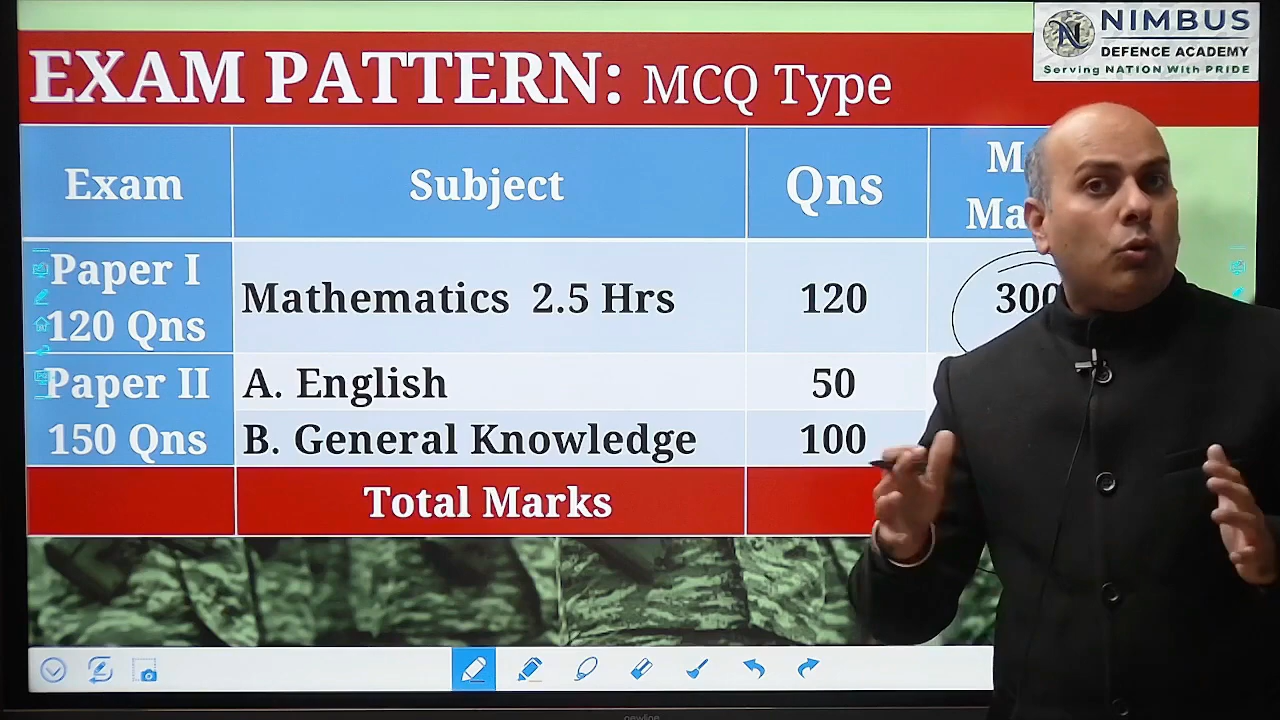 NIMBUS
DEFENCE ACADEMY
Serving NATION With PRIDE
EXAM PATTERN: MCQ Type
Exam Subject Qns
Paper I
120 Qns
Mathematics 2.5 Hrs 120 300
Paper II
150 Qns
A. English 50
B. General Knowledge 100
Total Marks
newline